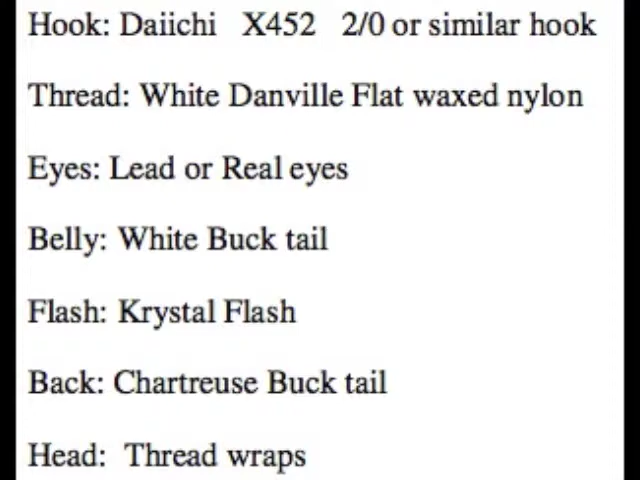 Hook: Daiichi X452 2/0 or similar hook
Thread: White Danville Flat waxed nylon
Eyes: Lead or Real eyes
Belly: White Buck tail
Flash: Krystal Flash
Back: Chartreuse Buck tail
Head: Thread wraps